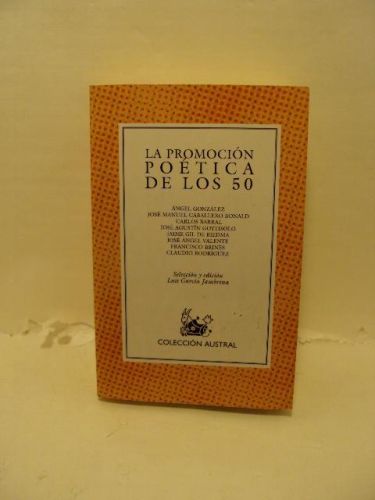 LA PROMOCIÓN
POÉTICA
DE LOS 50
ÁNGEL GONZÁLEZ
JOSÉ MANUEL CABALLERO BONALD
CARLOS BARRAL
JOSÉ AGUSTÍN GOYTISOLO
JAIME GIL DE BIEDMA
JOSÉ ÁNGEL VALENTE
FRANCISCO BRINES
CLAUDIO RODRÍGUEZ
Selección y edición
Luis García Jambrina
COLECCIÓN AUSTRAL